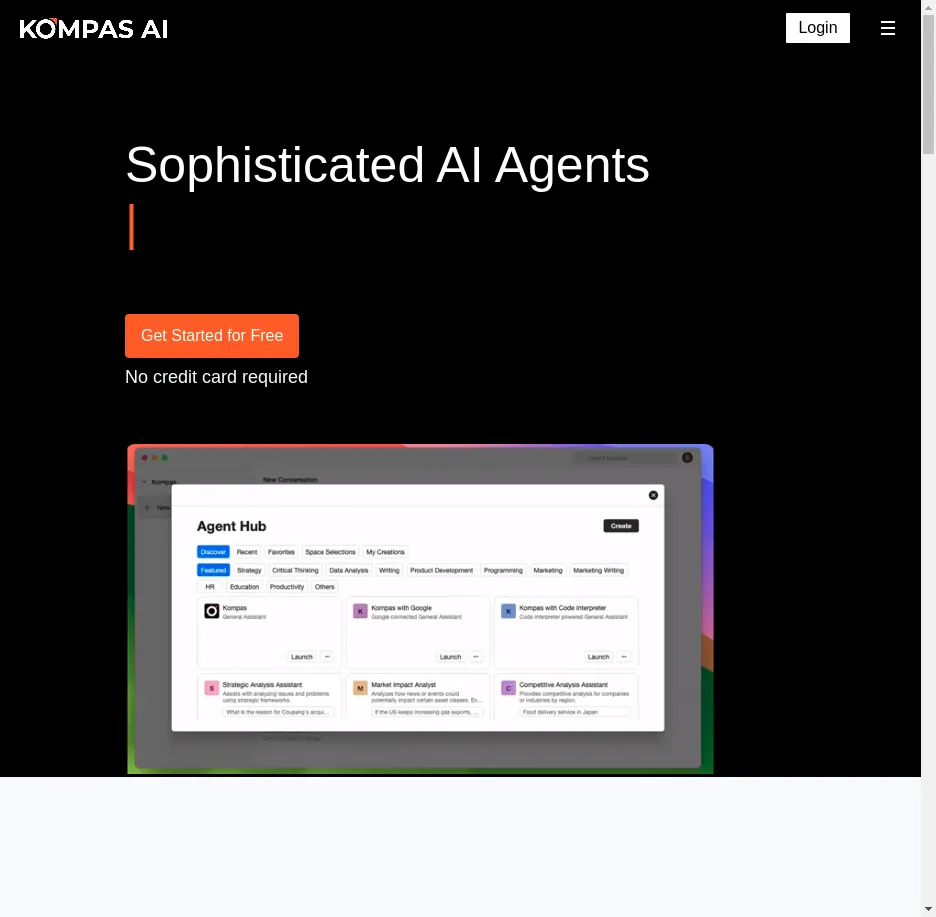 KOMPAS AI
Login
Sophisticated AI Agents
Get Started for Free
No credit card required
Kompas
New Conversation
New
Agent Hub
Create
Discover Recent Favorites Space Selections My Creations
Featured Strategy Critical Thinking Data Analysis Writing Product Development Programming Marketing Marketing Writing
HR Education Productivity Others
Kompas
General Assistant
Launch
K
Kompas with Google
Google connected General Assistant
Launch
K
Kompas with Code Interpreter
Code interpreter powered General Assistant
Launch
S
Strategic Analysis Assistant
Assists with analyzing issues and problems
using strategic frameworks.
What is the reason for Coupang's acqui...
M
Market Impact Analyst
Analyzes how news or events could
potentially impact certain asset classes. En...
If the US keeps increasing gas exports, ...
C
Competitive Analysis Assistant
Provides competitive analysis for companies
or industries by region.
Food delivery service in Japan